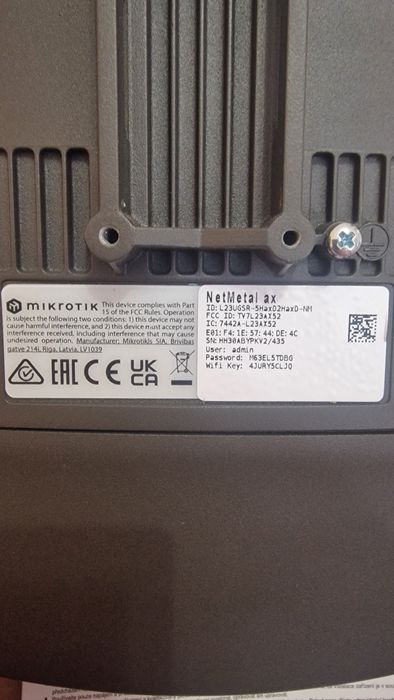 MIKROTIK This device complies with Part
15 of the FCC Rules. Operation
is subject the following two conditions: 1) this device may not
cause harmful interference, and 2) this device must accept any
interference received, including interference that may cause
undesired operation. Manufacturer: Mikrotikls SIA, Brivibas
gatve 214i, Riga, Latvia, LV1039
EAC CE UK
CA
NetMetal ax
ID: L23UGSR-5HaxD2HaxD-NM
FCC ID: TV7L23AX52
IC: 7442A-L23AX52
E01: F4: 1E: 57: 44: DE: 4C
SN: HH30ABYPKV2/435
User: admin
Password: M63EL5TDBG
Wifi Key: 4JURY5CLJQ